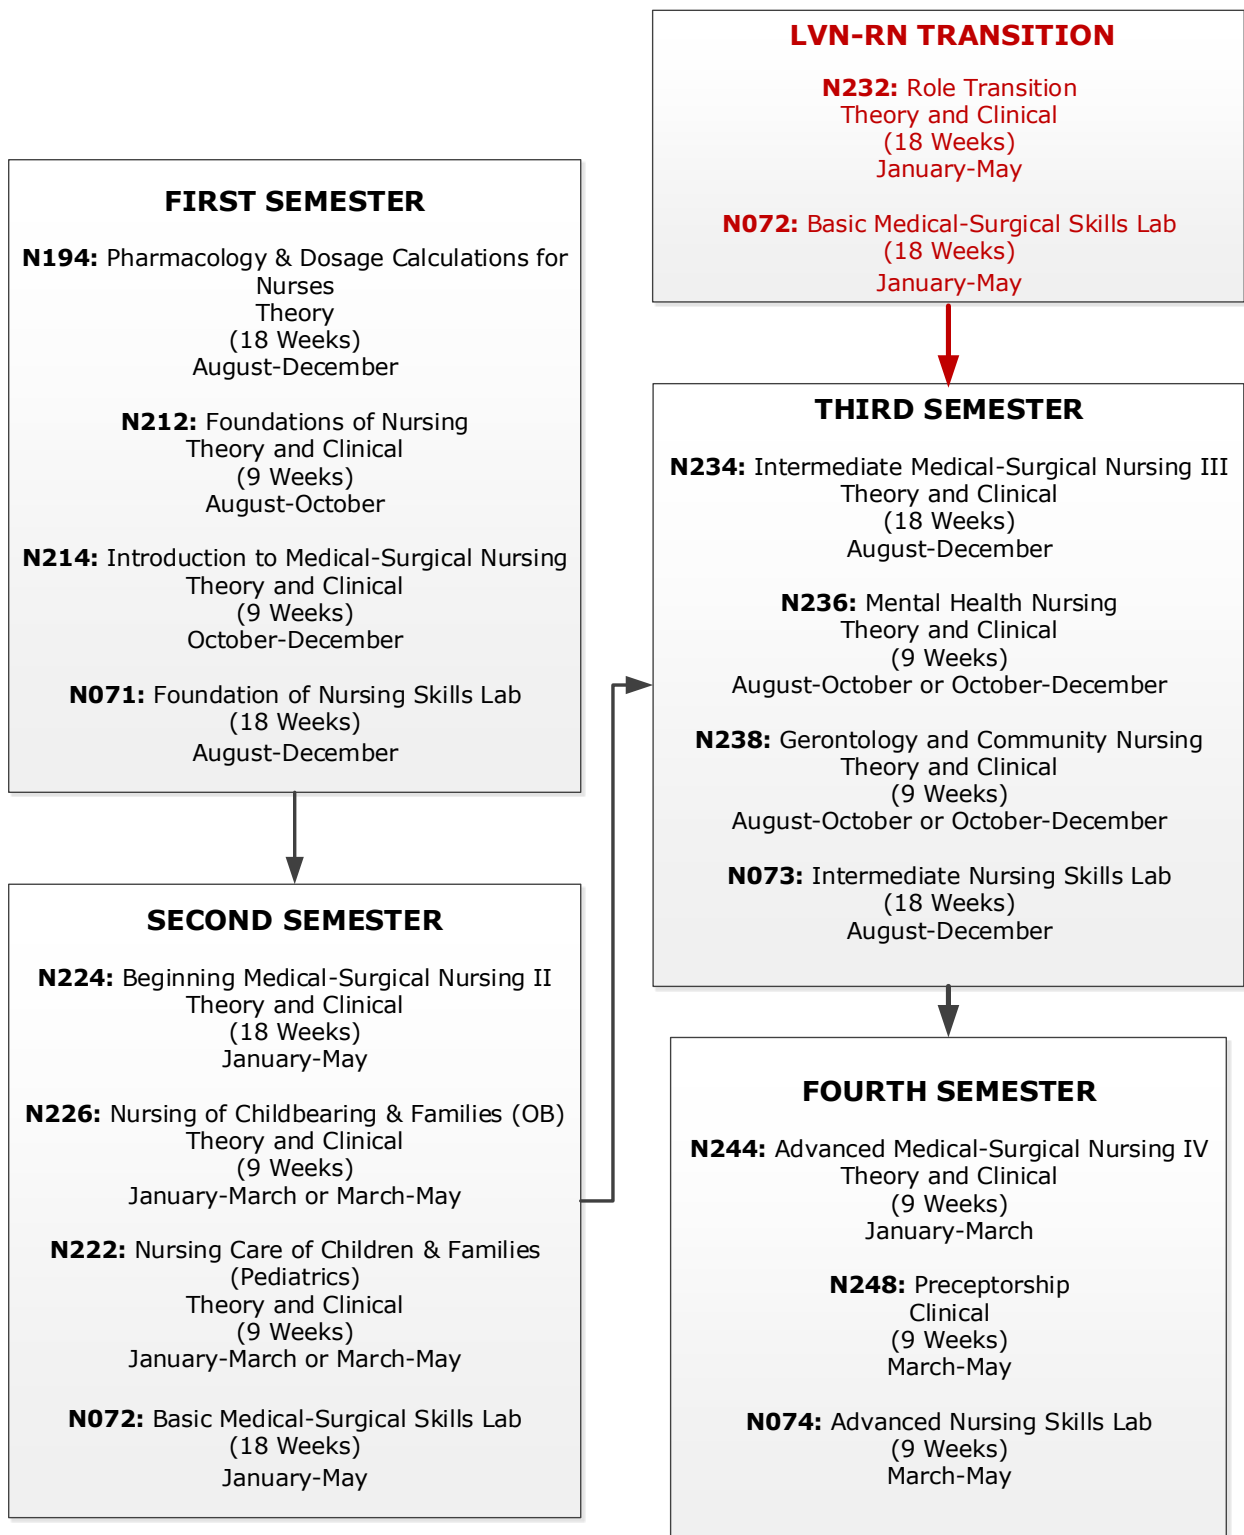 LVN-RN TRANSITION
N232: Role Transition
Theory and Clinical
(18 Weeks)
January-May
N072: Basic Medical-Surgical Skills Lab
(18 Weeks)
January-May
FIRST SEMESTER
N194: Pharmacology & Dosage Calculations for
Nurses
Theory
(18 Weeks)
August-December
N212: Foundations of Nursing
Theory and Clinical
(9 Weeks)
August-October
N214: Introduction to Medical-Surgical Nursing
Theory and Clinical
(9 Weeks)
October-December
N071: Foundation of Nursing Skills Lab
(18 Weeks)
August-December
SECOND SEMESTER
N224: Beginning Medical-Surgical Nursing II
Theory and Clinical
(18 Weeks)
January-May
N226: Nursing of Childbearing & Families (OB)
Theory and Clinical
(9 Weeks)
January-March or March-May
N222: Nursing Care of Children & Families
(Pediatrics)
Theory and Clinical
(9 Weeks)
January-March or March-May
N072: Basic Medical-Surgical Skills Lab
(18 Weeks)
January-May
THIRD SEMESTER
N234: Intermediate Medical-Surgical Nursing III
Theory and Clinical
(18 Weeks)
August-December
N236: Mental Health Nursing
Theory and Clinical
(9 Weeks)
August-October or October-December
N238: Gerontology and Community Nursing
Theory and Clinical
(9 Weeks)
August-October or October-December
N073: Intermediate Nursing Skills Lab
(18 Weeks)
August-December
FOURTH SEMESTER
N244: Advanced Medical-Surgical Nursing IV
Theory and Clinical
(9 Weeks)
January-March
N248: Preceptorship
Clinical
(9 Weeks)
March-May
N074: Advanced Nursing Skills Lab
(9 Weeks)
March-May